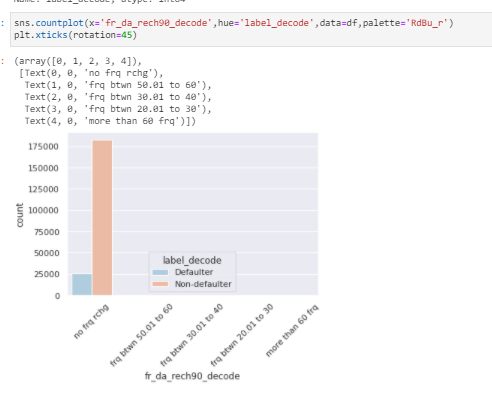 Name: label_decode, dtype: int64
: sns.countplot(x='fr_da_rech90_decode',hue='label_decode',data=df,palette='RdBu_r')
plt.xticks(rotation=45)
: (array([0, 1, 2, 3, 4]),
[Text(0, 0, 'no frq rchg'),
Text(1, 0, 'frq btwn 50.01 to 60'),
Text(2, 0, 'frq btwn 30.01 to 40'),
Text(3, 0, 'frq btwn 20.01 to 30'),
Text(4, 0, 'more than 60 frq')])
175000
150000
125000
100000
75000
50000
25000
0
count
label_decode
Defaulter
Non-defaulter
no frq rchg
frq btwn 50.01 to 60
frq btwn 30.01 to 40
frq btwn 20.01 to 30
more than 60 frq
fr_da_rech90_decode